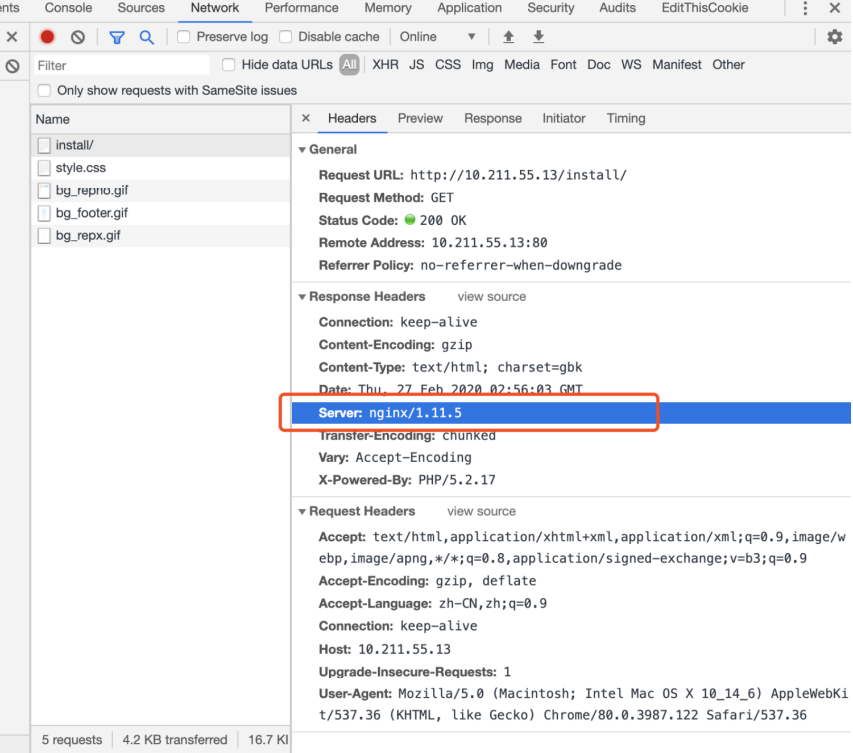 ents Console Sources Network Performance Memory Application Security Audits EditThisCookie
Preserve log Disable cache Online
Filter Hide data URLs All XHR JS CSS Img Media Font Doc WS Manifest Other
Only show requests with SameSite issues
Name
install/
style.css
bg_repno.gif
bg_footer.gif
bg_repx.gif
Headers Preview Response Initiator Timing
General
Request URL: http://10.211.55.13/install/
Request Method: GET
Status Code: 200 OK
Remote Address: 10.211.55.13:80
Referrer Policy: no-referrer-when-downgrade
Response Headers view source
Connection: keep-alive
Content-Encoding: gzip
Content-Type: text/html; charset=gbk
Date: Thu, 27 Feb 2020 02:56:03 GMT
Server: nginx/1.11.5
Transfer-Encoding: chunked
Vary: Accept-Encoding
X-Powered-By: PHP/5.2.17
Request Headers view source
Accept: text/html,application/xhtml+xml,application/xml;q=0.9,image/w
ebp,image/apng,*/*;q=0.8,application/signed-exchange;v=b3;q=0.9
Accept-Encoding: gzip, deflate
Accept-Language: zh-CN,zh;q=0.9
Connection: keep-alive
Host: 10.211.55.13
Upgrade-Insecure-Requests: 1
User-Agent: Mozilla/5.0 (Macintosh; Intel Mac OS X 10_14_6) AppleWebKi
t/537.36 (KHTML, like Gecko) Chrome/80.0.3987.122 Safari/537.36
5 requests 4.2 KB transferred 16.7 KI